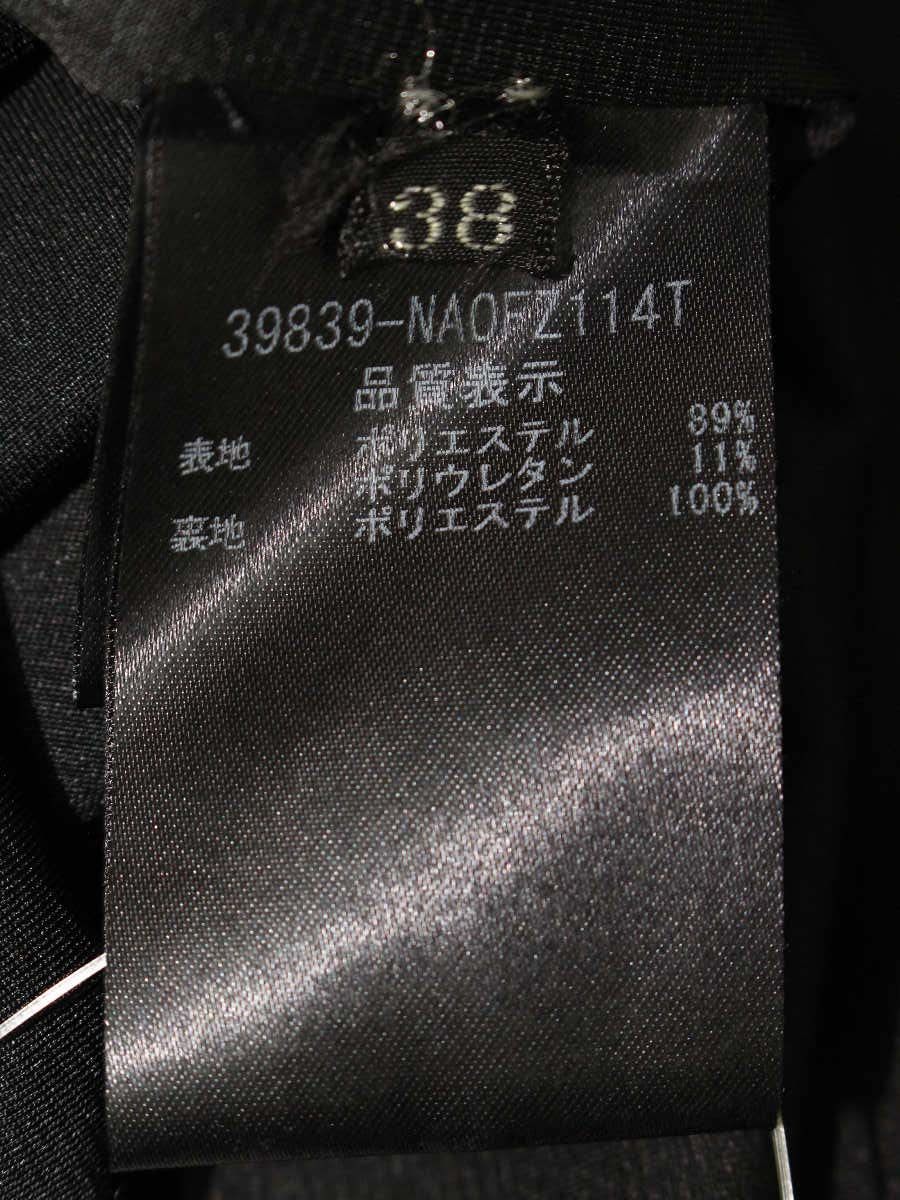 38
39839-NAOFZ114T
品質表示
表地 ポリエステル 89%
ポリウレタン 11%
裏地 ポリエステル 100%